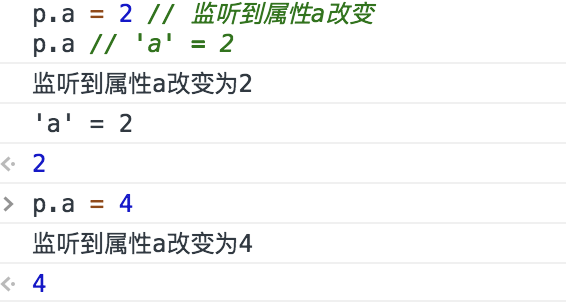 p.a = 2 // 监听到属性a改变
p.a // 'a' = 2
监听到属性a改变为2
'a' = 2
2
p.a = 4
监听到属性a改变为4
4